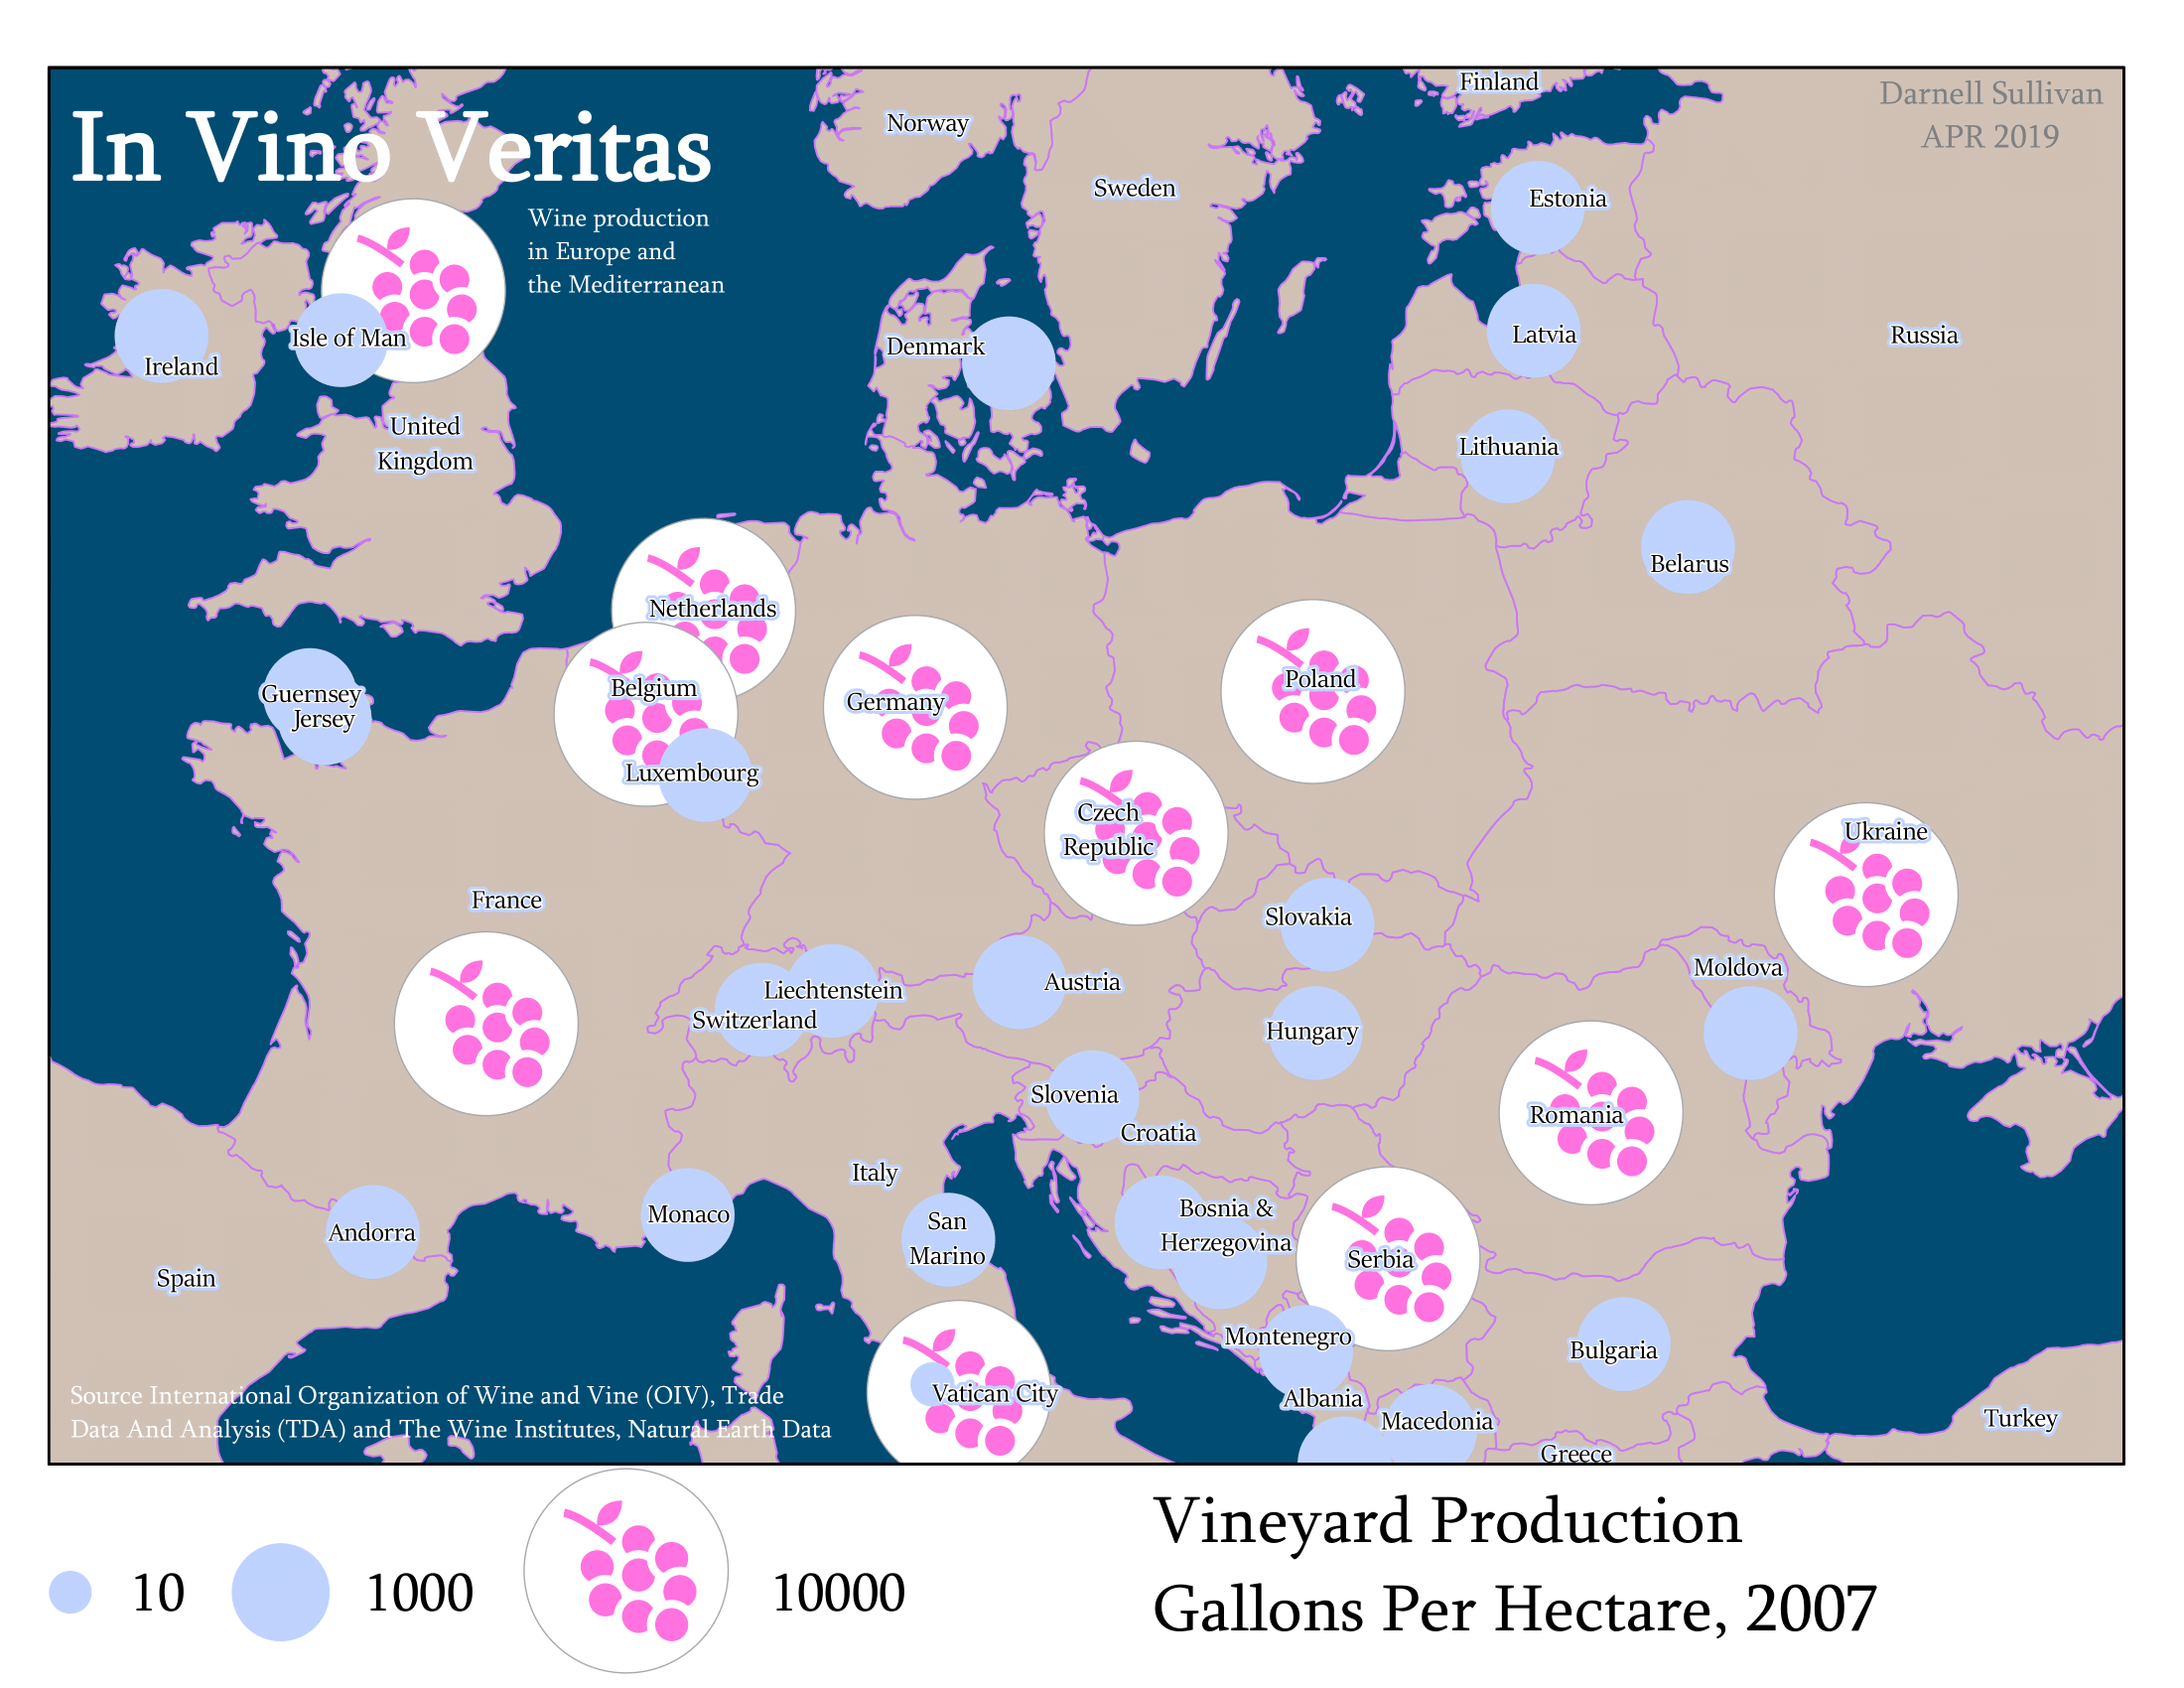 Finland
Darnell Sullivan
APR 2019
In Vino Veritas
Norway
Sweden
Estonia
Wine production
in Europe and
the Mediterranean
Isle of Man
Denmark
Latvia
Russia
Ireland
United
Kingdom
Lithuania
Belarus
Netherlands
Guernsey
Jersey
Belgium
Germany
Poland
Luxembourg
Czech
Republic
Ukraine
France
Slovakia
Moldova
Liechtenstein
Switzerland
Austria
Hungary
Slovenia
Croatia
Romania
Italy
Andorra
Monaco
San
Marino
Bosnia &
Herzegovina
Serbia
Spain
Montenegro
Bulgaria
Albania
Vatican City
Macedonia
Turkey
Greece
Source International Organization of Wine and Vine (OIV), Trade
Data And Analysis (TDA) and The Wine Institutes, Natural Earth Data
10
1000
10000
Vineyard Production
Gallons Per Hectare, 2007